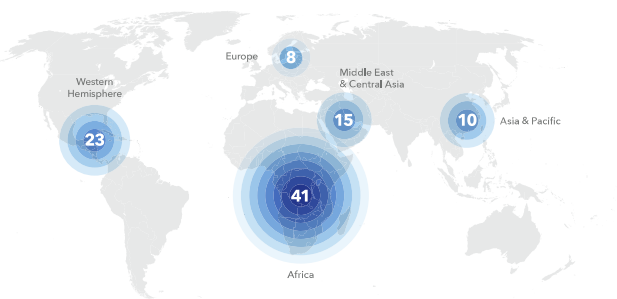 Europe
8
Middle East
& Central Asia
Western
Hemisphere
15
10
Asia & Pacific
23
41
Africa